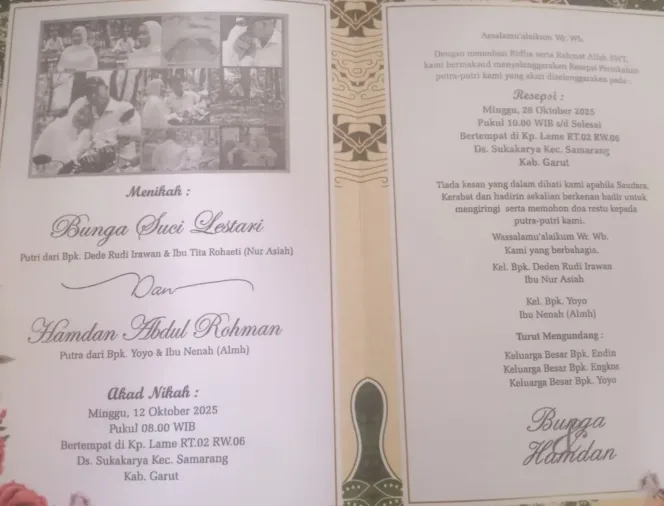 Menikah :
Bunga Suci Lestari
Putri dari Bpk. Dede Rudi Irawan & Ibu Tita Rohaeti (Nur Asiah)
Dan
Hamdan Abdul Rohman
Putra dari Bpk. Yoyo & Ibu Nenah (Almh)
Akad Nikah :
Minggu, 12 Oktober 2025
Pukul 08.00 WIB
Bertempat di Kp. Lame RT.02 RW.06
Ds. Sukakarya Kec. Samarang
Kab. Garut
Assalamu'alaikum Wr. Wb.
Dengan memohon Ridha serta Rahmat Allah SWT,
kami bermaksud menyelenggarakan Resepsi Pernikahan
putra-putri kami yang akan diselenggarakan pada :
Resepsi :
Minggu, 26 Oktober 2025
Pukul 10.00 WIB s/d Selesai
Bertempat di Kp. Lame RT.02 RW.06
Ds. Sukakarya Kec. Samarang
Kab. Garut
Tiada kesan yang dalam dihati kami apabila Saudara,
Kerabat dan hadirin sekalian berkenan hadir untuk
mengiringi serta memohon doa restu kepada
putra-putri kami.
Wassalamu'alaikum Wr. Wb.
Kami yang berbahagia,
Kel. Bpk. Deden Rudi Irawan
Ibu Nur Asiah
Kel. Bpk. Yoyo
Ibu Nenah (Almh)
Turut Mengundang :
Keluarga Besar Bpk. Endin
Keluarga Besar Bpk. Engkos
Keluarga Besar Bpk. Yoyo
Bunga
&
Hamdan